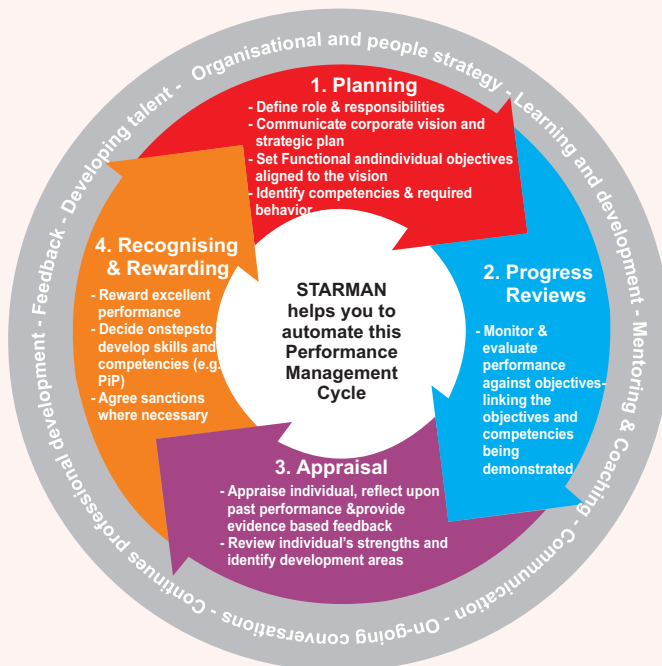 Organisational and people strategy - Learning and development - Mentoring & Coaching - Communication - On-going conversations - Continues professional development - Feedback - Developing talent -
1. Planning
- Define role & responsibilities
- Communicate corporate vision and
strategic plan
- Set Functional andindividual objectives
aligned to the vision
- Identify competencies & required
behavior
2. Progress
Reviews
- Monitor &
evaluate
performance
against objectives-
linking the
objectives and
competencies
being
demonstrated
3. Appraisal
- Appraise individual, reflect upon
past performance &provide
evidence based feedback
- Review individual's strengths and
identify development areas
4. Recognising
& Rewarding
- Reward excellent
performance
- Decide onstepsto
develop skills and
competencies (e.g.
PiP)
- Agree sanctions
where necessary
STARMAN
helps you to
automate this
Performance
Management
Cycle